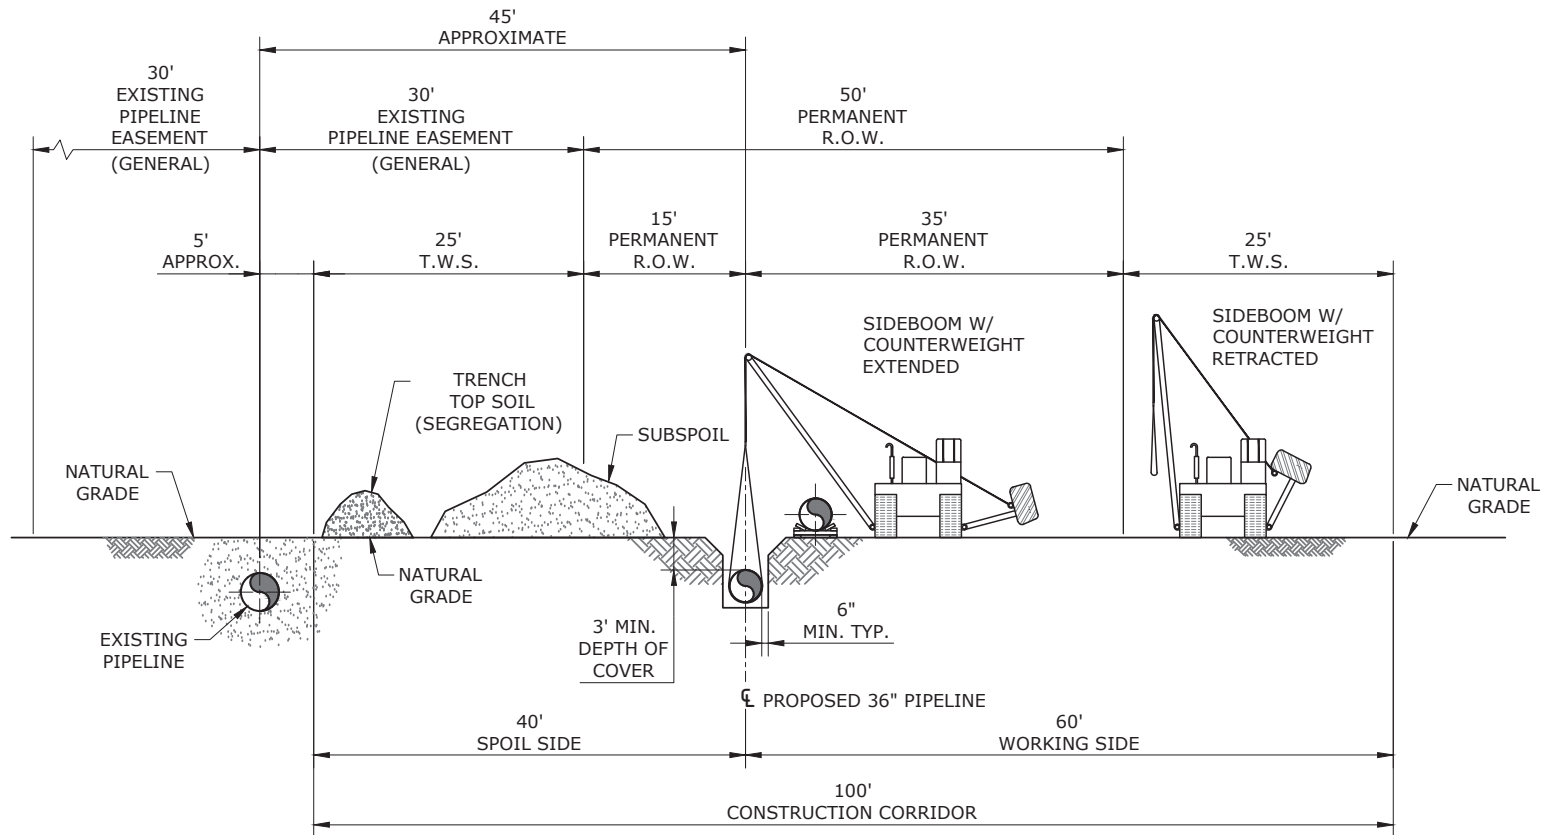 45'
APPROXIMATE
30'
EXISTING
PIPELINE
EASEMENT
(GENERAL)
30'
EXISTING
PIPELINE EASEMENT
(GENERAL)
50'
PERMANENT
R.O.W.
5'
APPROX.
25'
T.W.S.
15'
PERMANENT
R.O.W.
35'
PERMANENT
R.O.W.
25'
T.W.S.
SIDEBOOM W/
COUNTERWEIGHT
EXTENDED
SIDEBOOM W/
COUNTERWEIGHT
RETRACTED
TRENCH
TOP SOIL
(SEGREGATION)
SUBSPOIL
NATURAL
GRADE
NATURAL
GRADE
NATURAL
GRADE
EXISTING
PIPELINE
3' MIN.
DEPTH OF
COVER
6"
MIN. TYP.
℄ PROPOSED 36" PIPELINE
40'
SPOIL SIDE
60'
WORKING SIDE
100'
CONSTRUCTION CORRIDOR